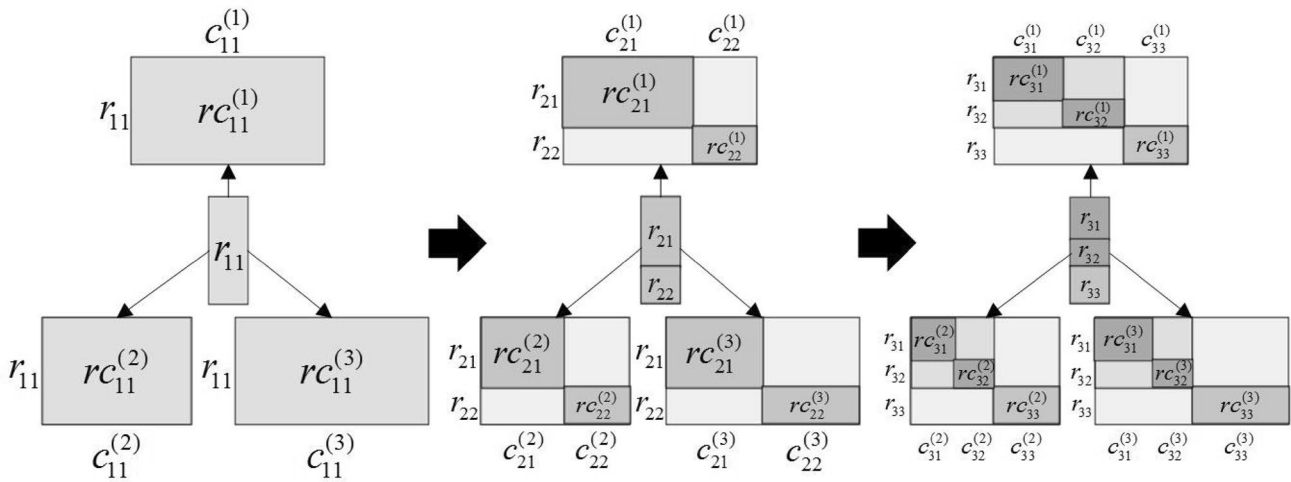 c_{11}^{(1)}
r_{11} rc_{11}^{(1)}
r_{11}
r_{11} rc_{11}^{(2)} r_{11} rc_{11}^{(3)}
c_{11}^{(2)} c_{11}^{(3)}
c_{21}^{(1)} c_{22}^{(1)}
r_{21} rc_{21}^{(1)}
r_{22} rc_{22}^{(1)}
r_{21}
r_{22}
r_{21} rc_{21}^{(2)} r_{21} rc_{21}^{(3)}
r_{22} rc_{22}^{(2)} r_{22} rc_{22}^{(3)}
c_{21}^{(2)} c_{22}^{(2)} c_{21}^{(3)} c_{22}^{(3)}
c_{31}^{(1)} c_{32}^{(1)} c_{33}^{(1)}
r_{31} rc_{31}^{(1)}
r_{32} rc_{32}^{(1)}
r_{33} rc_{33}^{(1)}
r_{31}
r_{32}
r_{33}
r_{31} rc_{31}^{(2)} r_{31} rc_{31}^{(3)}
r_{32} rc_{32}^{(2)} r_{32} rc_{32}^{(3)}
r_{33} rc_{33}^{(2)} r_{33} rc_{33}^{(3)}
c_{31}^{(2)} c_{32}^{(2)} c_{33}^{(2)} c_{31}^{(3)} c_{32}^{(3)} c_{33}^{(3)}